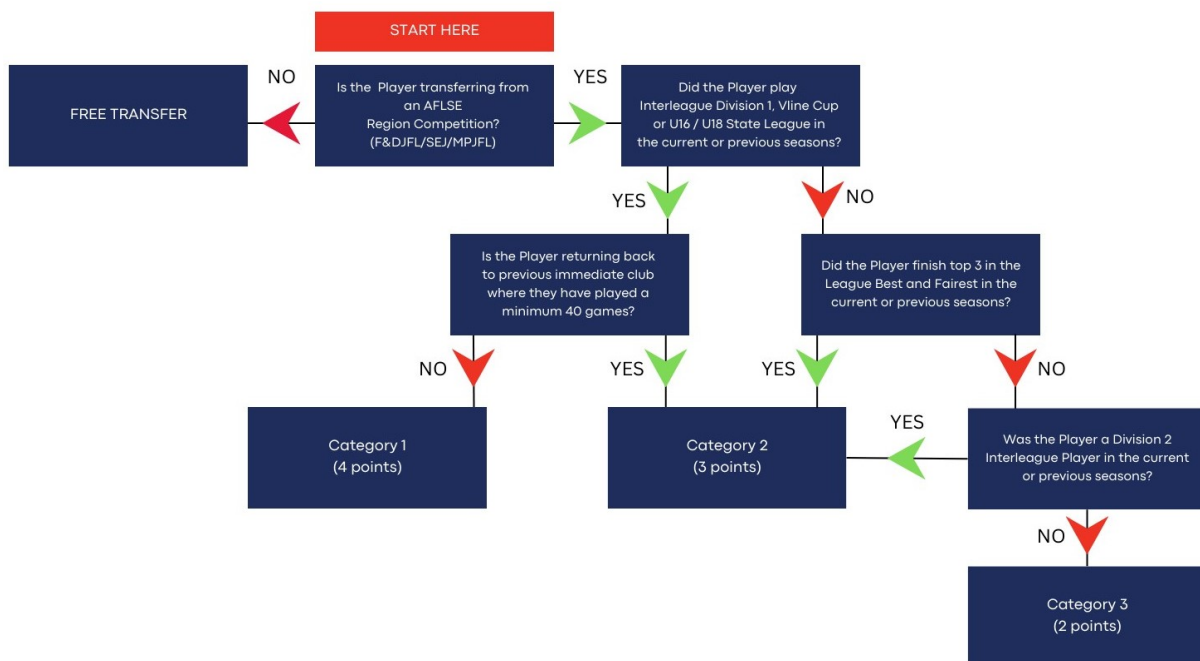 START HERE
FREE TRANSFER
NO
Is the Player transferring from
an AFLSE
Region Competition?
(F&DJFL/SEJ/MPJFL)
YES
Did the Player play
Interleague Division 1, Vline Cup
or U16 / U18 State League in
the current or previous seasons?
YES
NO
Is the Player returning back
to previous immediate club
where they have played a
minimum 40 games?
Did the Player finish top 3 in the
League Best and Fairest in the
current or previous seasons?
NO
YES
YES
NO
Category 1
(4 points)
Category 2
(3 points)
YES
Was the Player a Division 2
Interleague Player in the current
or previous seasons?
NO
Category 3
(2 points)